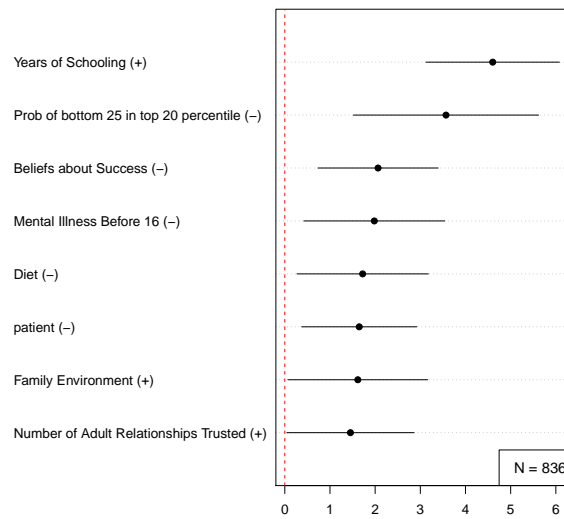 Years of Schooling (+)
Prob of bottom 25 in top 20 percentile (−)
Beliefs about Success (−)
Mental Illness Before 16 (−)
Diet (−)
patient (−)
Family Environment (+)
Number of Adult Relationships Trusted (+)
N = 836
0 1 2 3 4 5 6